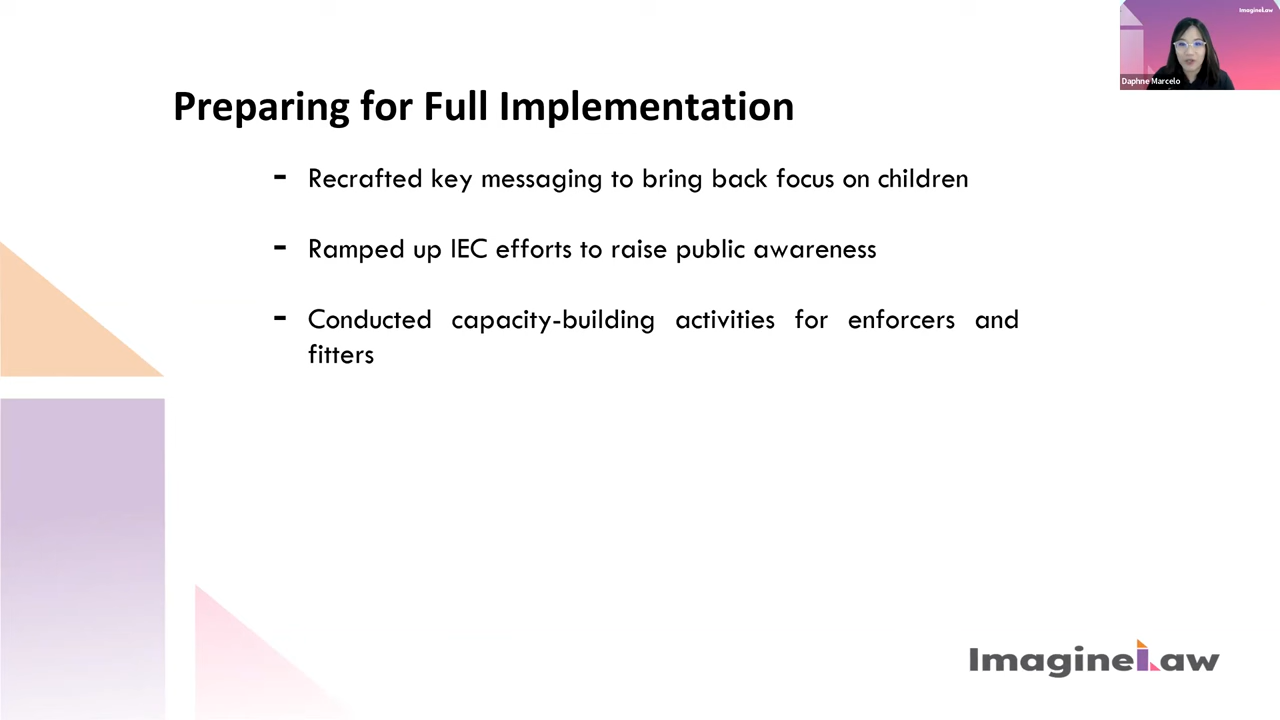 ImagineLaw
Daphne Marcelo
Preparing for Full Implementation
- Recrafted key messaging to bring back focus on children
- Ramped up IEC efforts to raise public awareness
- Conducted capacity-building activities for enforcers and
fitters
ImagineLaw